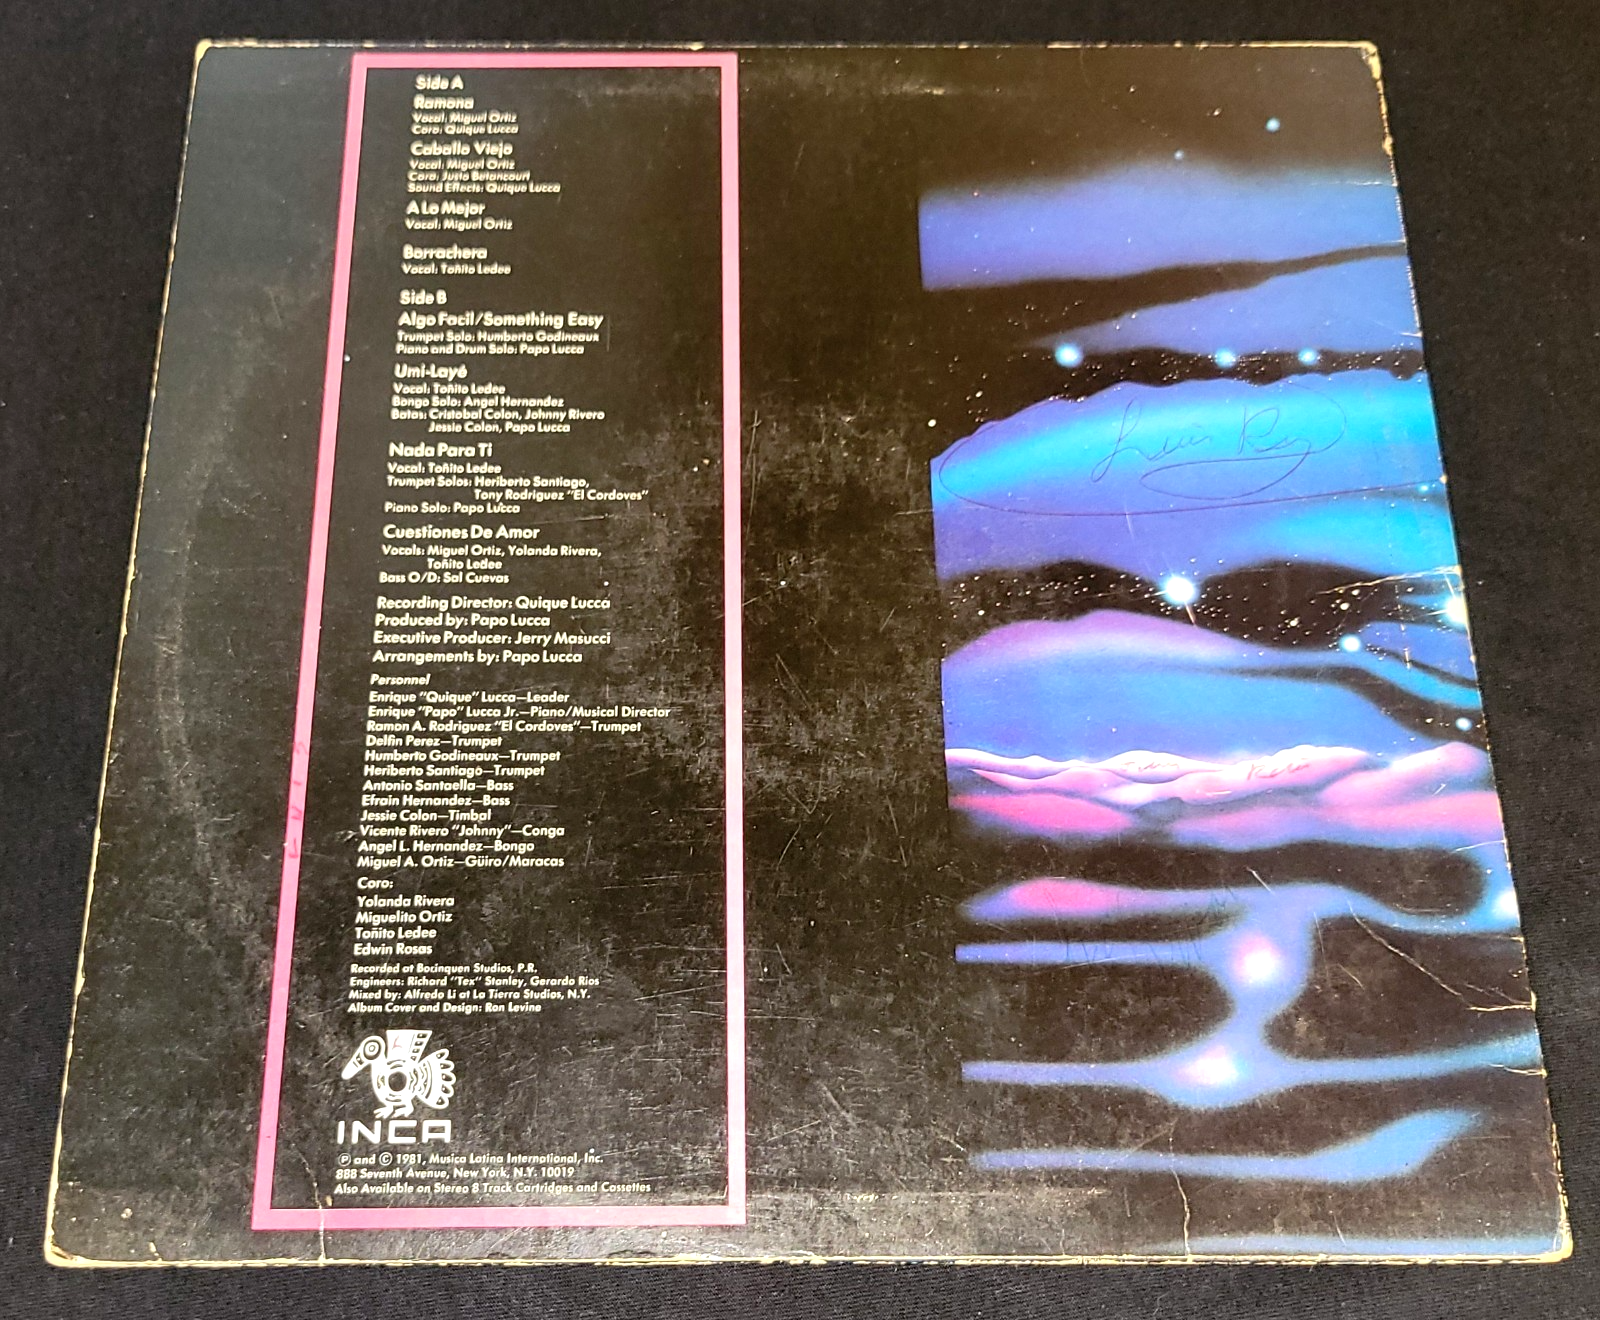 Side A
Ramona
Vocal: Miguel Ortiz
Coro: Quique Lucca
Caballo Viejo
Vocal: Miguel Ortiz
Coro: Justo Betancourt
Sound Effects: Quique Lucca
A Lo Mejor
Vocal: Miguel Ortiz
Borrachera
Vocal: Toñito Ledee
Side B
Algo Facil/Something Easy
Trumpet Solo: Humberto Godineaux
Piano and Drum Solo: Papo Lucca
Umi-Layé
Vocal: Toñito Ledee
Bongo Solo: Angel Hernandez
Batas: Cristobal Colon, Johnny Rivero
Jessie Colon, Papo Lucca
Nada Para Ti
Vocal: Toñito Ledee
Trumpet Solos: Heriberto Santiago,
Tony Rodriguez "El Cordoves"
Piano Solo: Papo Lucca
Cuestiones De Amor
Vocals: Miguel Ortiz, Yolanda Rivera,
Toñito Ledee
Bass O/D: Sal Cuevas
Recording Director: Quique Lucca
Produced by: Papo Lucca
Executive Producer: Jerry Masucci
Arrangements by: Papo Lucca
Personnel
Enrique "Quique" Lucca—Leader
Enrique "Papo" Lucca Jr.—Piano/Musical Director
Ramon A. Rodriguez "El Cordoves"—Trumpet
Delfin Perez—Trumpet
Humberto Godineaux—Trumpet
Heriberto Santiago—Trumpet
Antonio Santaella—Bass
Efrain Hernandez—Bass
Jessie Colon—Timbal
Vicente Rivero "Johnny"—Conga
Angel L. Hernandez—Bongo
Miguel A. Ortiz—Güiro/Maracas
Coro:
Yolanda Rivera
Miguelito Ortiz
Toñito Ledee
Edwin Rosas
Recorded at Borinquen Studios, P.R.
Engineers: Richard "Tex" Stanley, Gerardo Rios
Mixed by: Alfredo Li at La Tierra Studios, N.Y.
Album Cover and Design: Ron Levine
INCA
Ⓟ and © 1981, Musica Latina International, Inc.
888 Seventh Avenue, New York, N.Y. 10019
Also Available on Stereo 8 Track Cartridges and Cassettes
Luis
Luis Rey